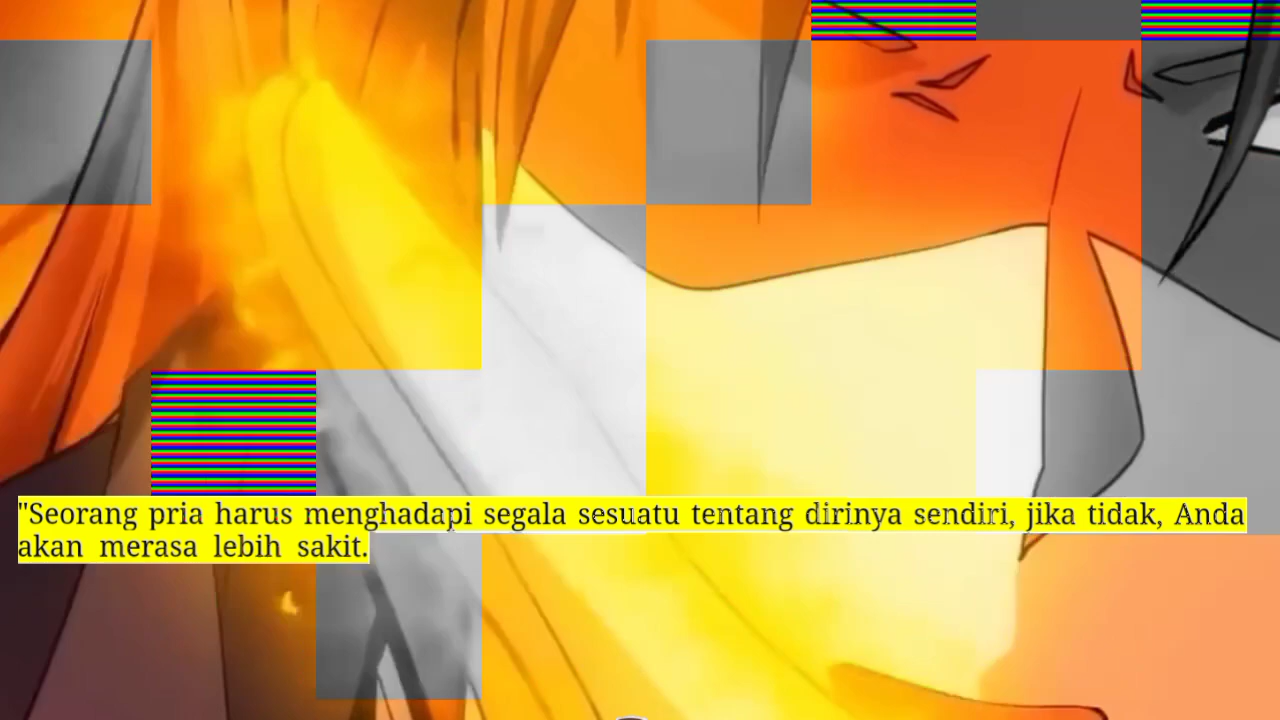 "Seorang pria harus menghadapi segala sesuatu tentang dirinya sendiri, jika tidak, Anda
akan merasa lebih sakit.